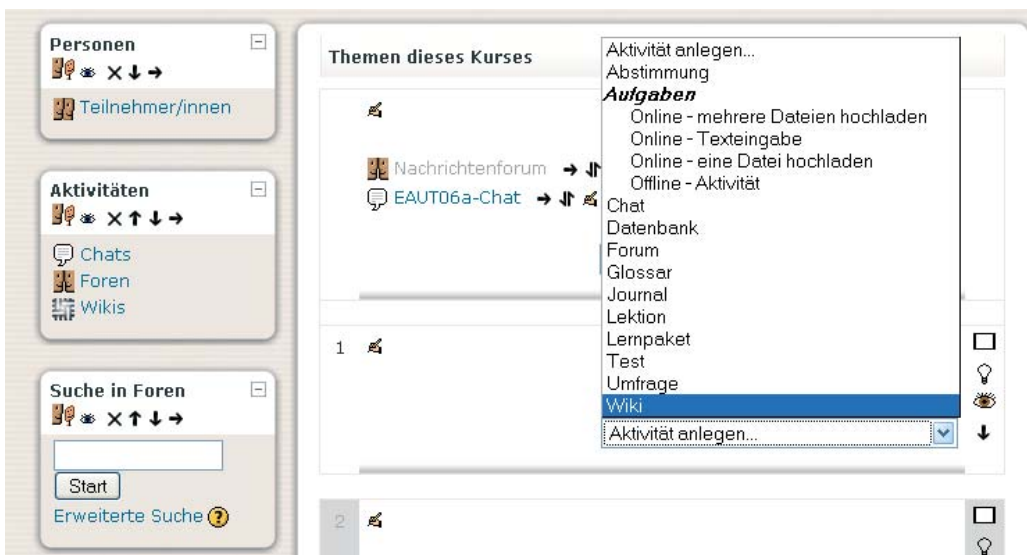 Personen
Teilnehmer/innen
Aktivitäten
Chats
Foren
Wikis
Suche in Foren
Start
Erweiterte Suche
Themen dieses Kurses
Nachrichtenforum
EAUT06a-Chat
Aktivität anlegen...
Abstimmung
Aufgaben
Online - mehrere Dateien hochladen
Online - Texteingabe
Online - eine Datei hochladen
Offline - Aktivität
Chat
Datenbank
Forum
Glossar
Journal
Lektion
Lernpaket
Test
Umfrage
Wiki
Aktivität anlegen...
1
2